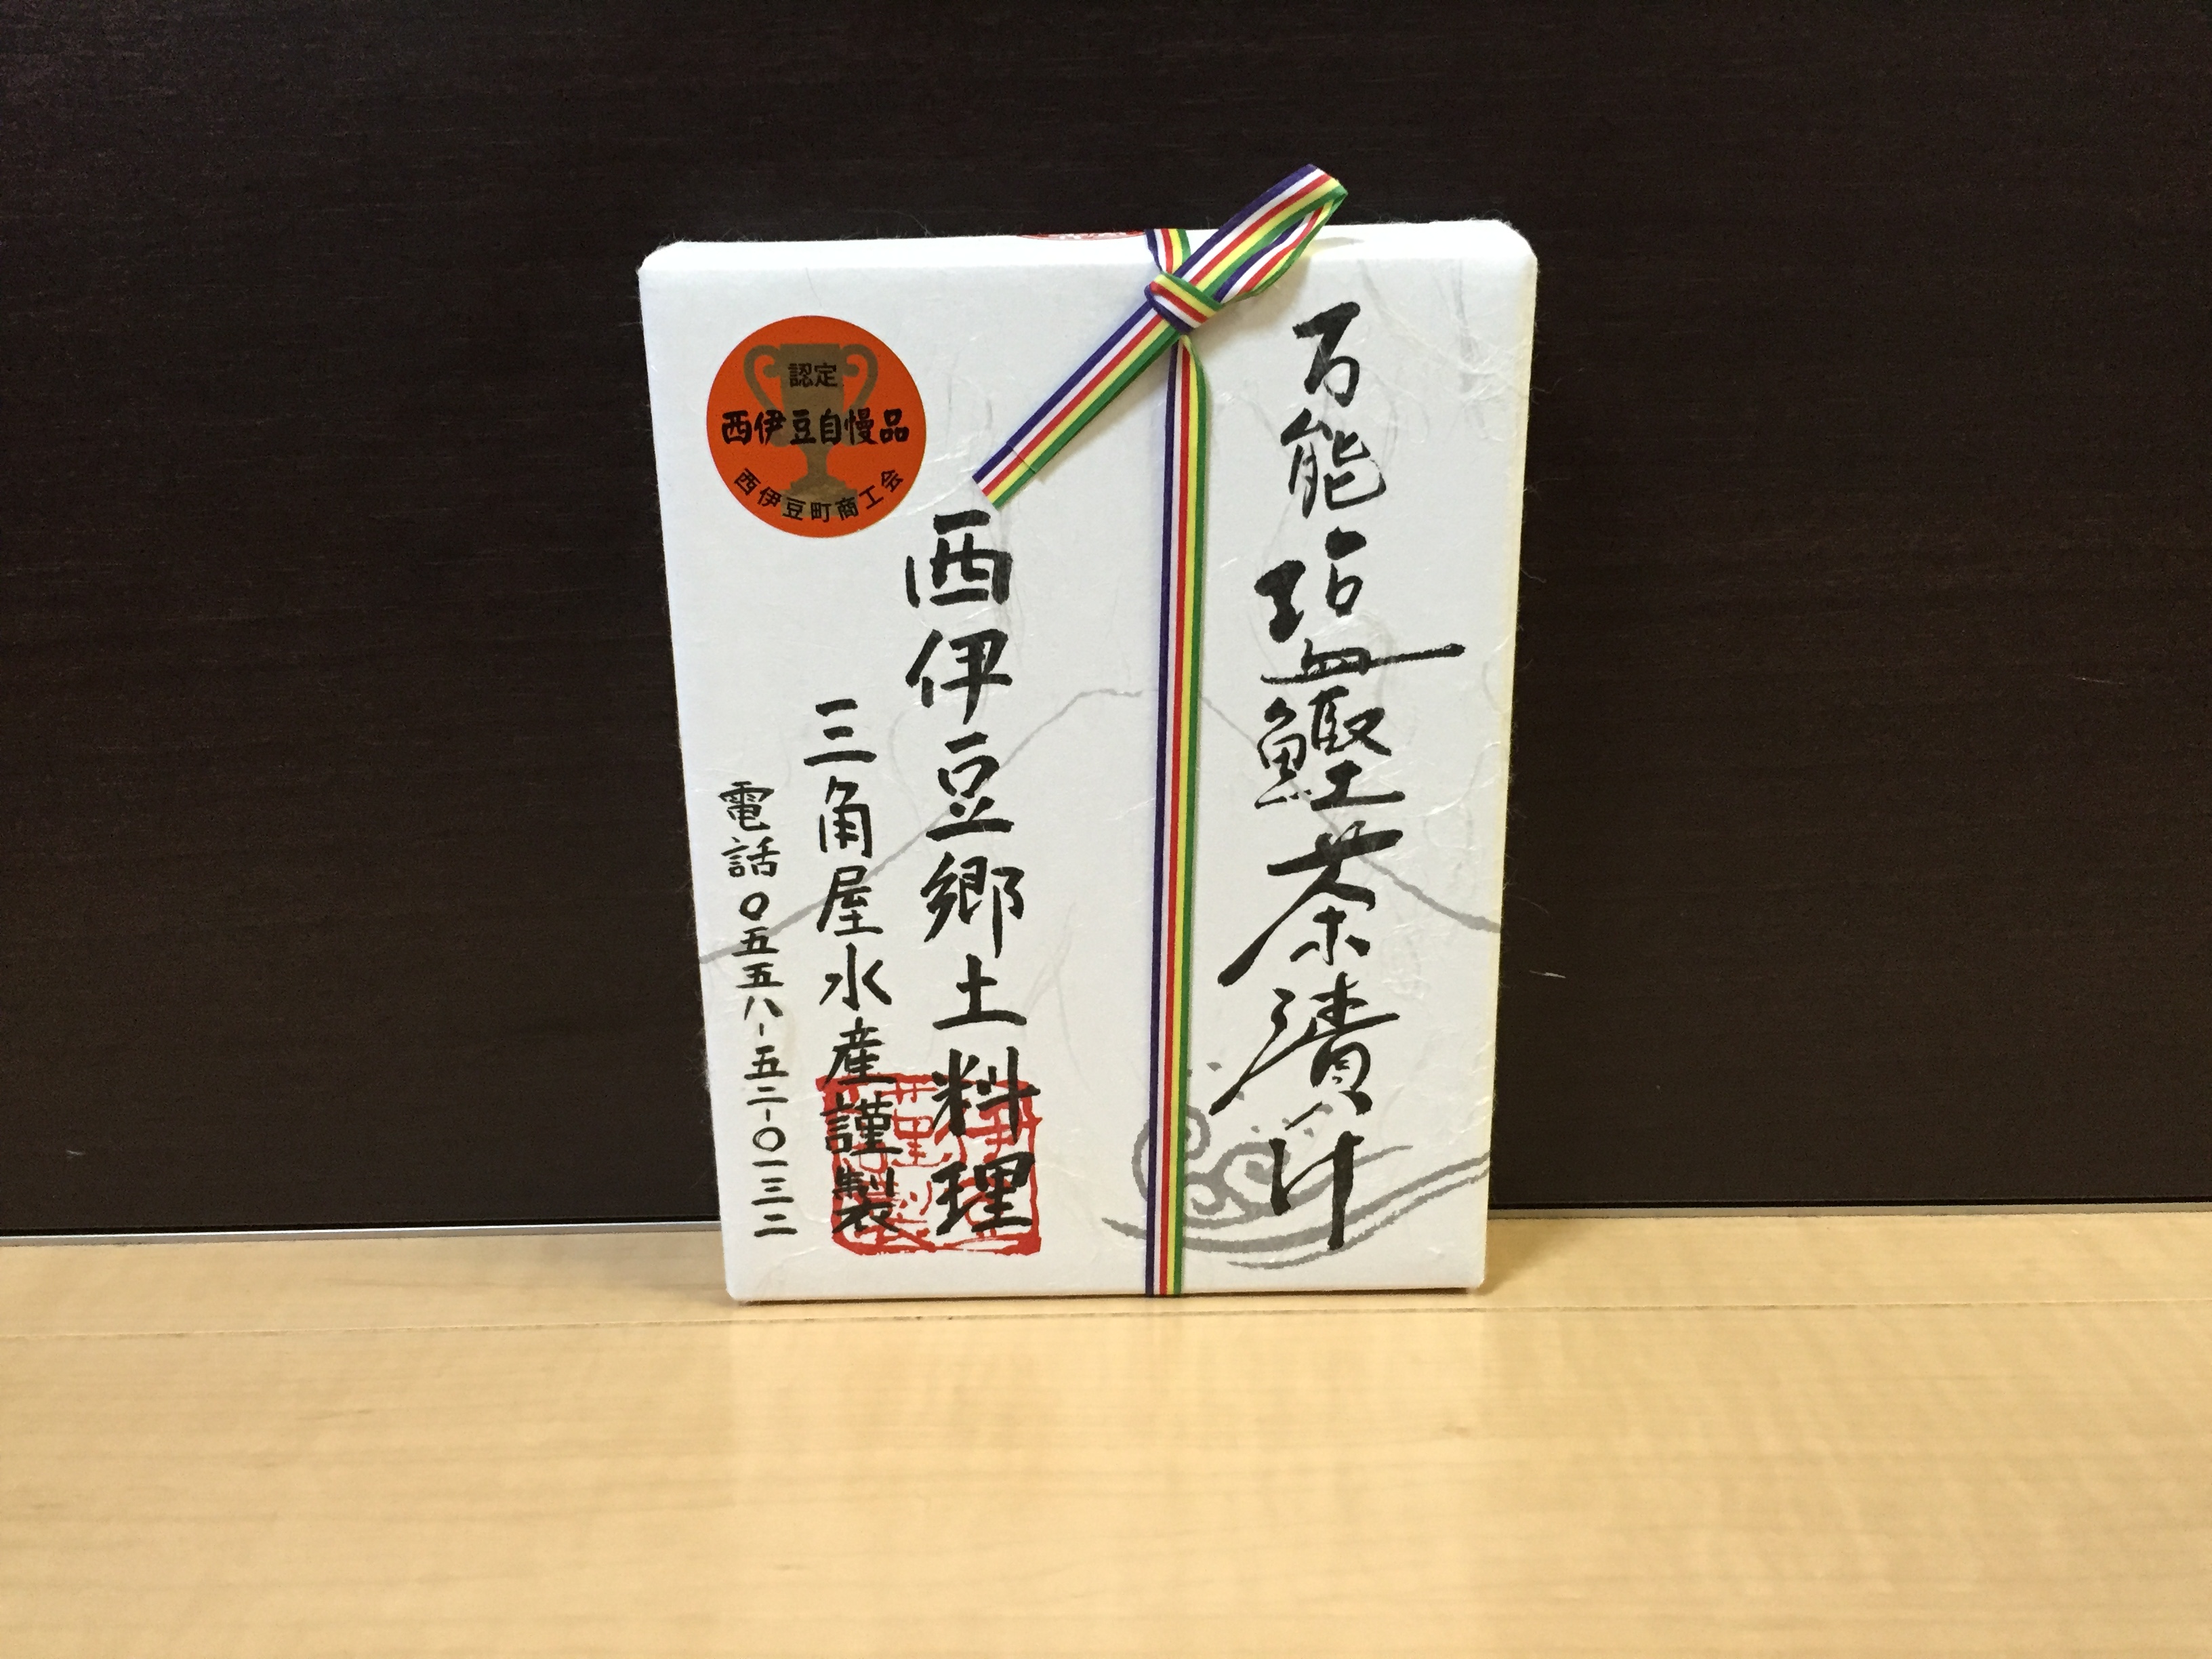 万能塩鰹茶漬け
西伊豆郷土料理
三角屋水産謹製
電話〇五五八-五二-〇一三二
認定
西伊豆自慢品
西伊豆町商工会